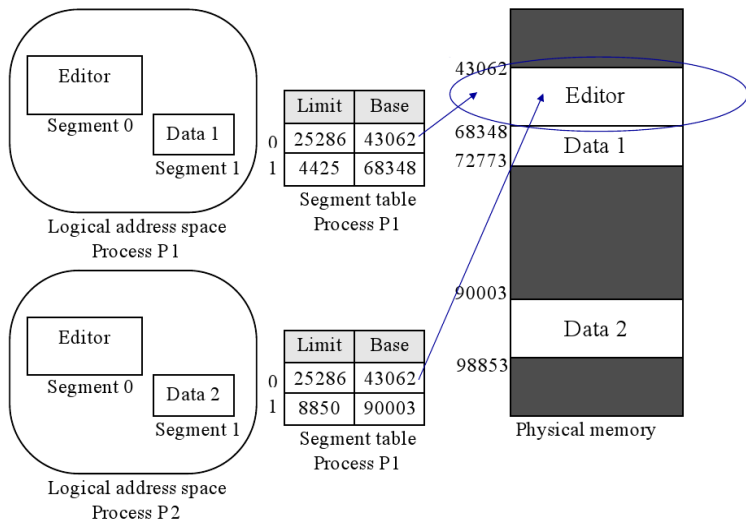 Editor
Segment 0
Data 1
Segment 1
Logical address space
Process P1
Limit Base
0 25286 43062
1 4425 68348
Segment table
Process P1
43062
Editor
68348
Data 1
72773
90003
Data 2
98853
Physical memory
Editor
Segment 0
Data 2
Segment 1
Logical address space
Process P2
Limit Base
0 25286 43062
1 8850 90003
Segment table
Process P1